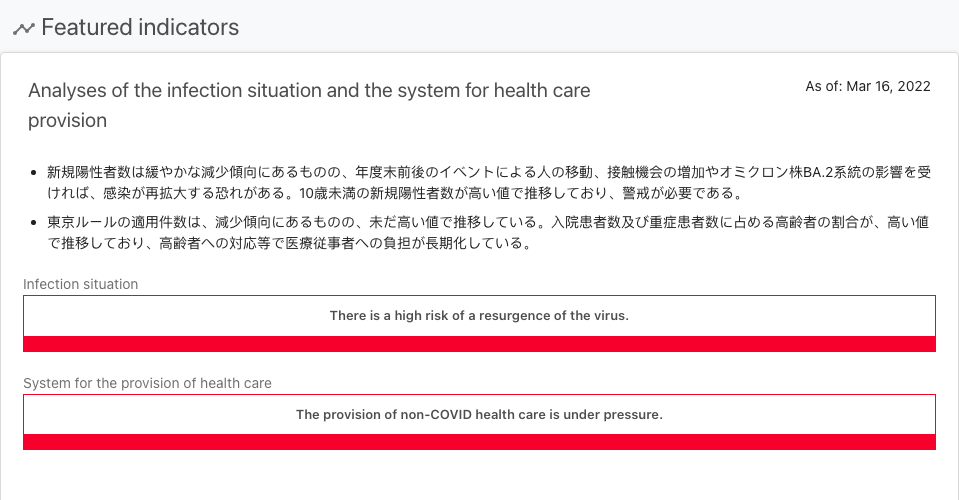 Featured indicators
Analyses of the infection situation and the system for health care
provision
As of: Mar 16, 2022
• 新規陽性者数は緩やかな減少傾向にあるものの、年度末前後のイベントによる人の移動、接触機会の増加やオミクロン株BA.2系統の影響を受
ければ、感染が再拡大する恐れがある。10歳未満の新規陽性者数が高い値で推移しており、警戒が必要である。
• 東京ルールの適用件数は、減少傾向にあるものの、未だ高い値で推移している。入院患者数及び重症患者数に占める高齢者の割合が、高い値
で推移しており、高齢者への対応等で医療従事者への負担が長期化している。
Infection situation
There is a high risk of a resurgence of the virus.
System for the provision of health care
The provision of non-COVID health care is under pressure.